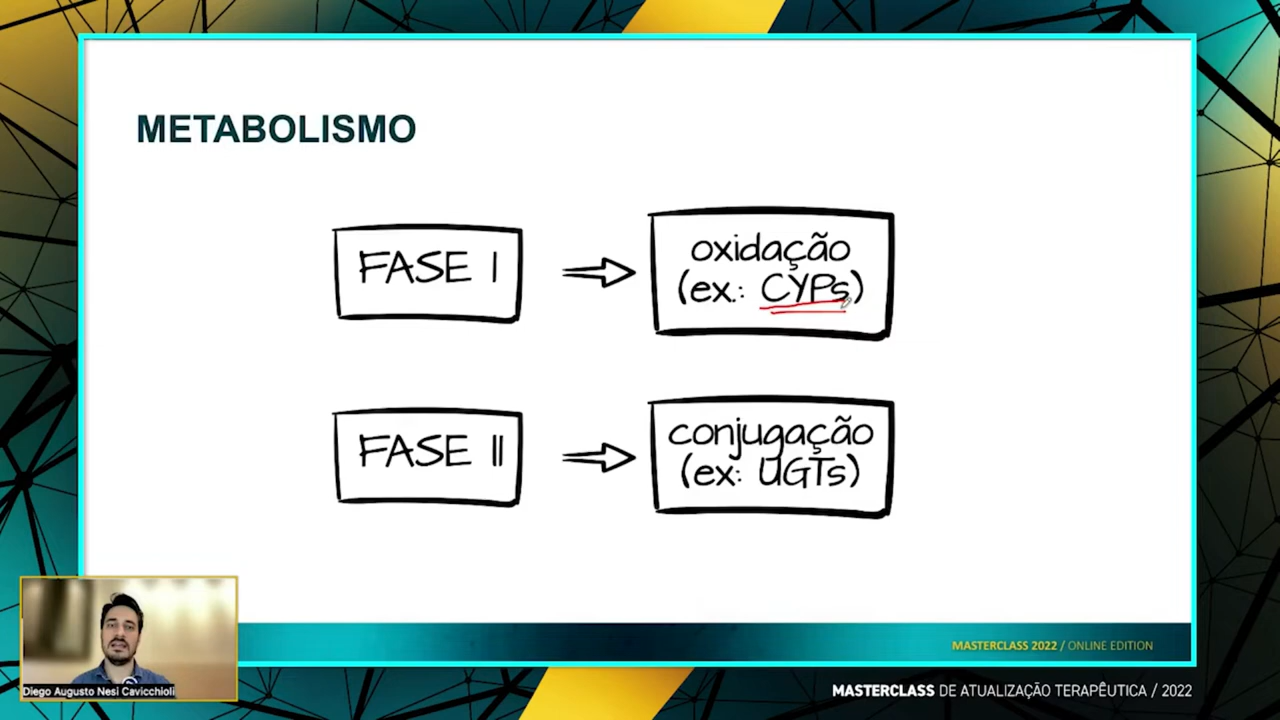 METABOLISMO
FASE I
oxidação
(ex.: CYPs)
FASE II
conjugação
(ex: UGTs)
MASTERCLASS 2022 / ONLINE EDITION
Diego Augusto Nesi Cavicchioli
MASTERCLASS DE ATUALIZAÇÃO TERAPÊUTICA / 2022